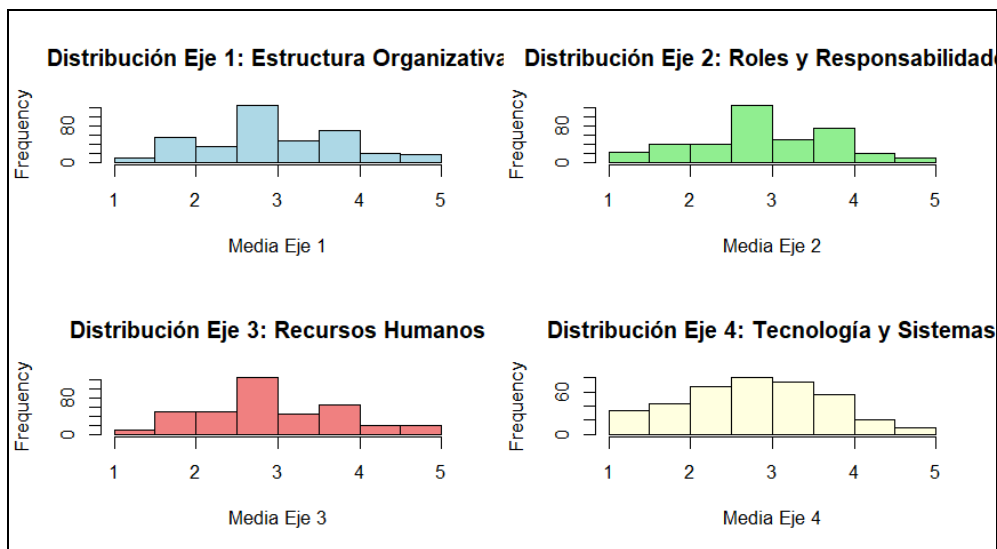 Distribución Eje 1: Estructura Organizativa
Frequency
80
0
1 2 3 4 5
Media Eje 1
Distribución Eje 2: Roles y Responsabilidade
Frequency
80
0
1 2 3 4 5
Media Eje 2
Distribución Eje 3: Recursos Humanos
Frequency
80
0
1 2 3 4 5
Media Eje 3
Distribución Eje 4: Tecnología y Sistemas
Frequency
60
0
1 2 3 4 5
Media Eje 4